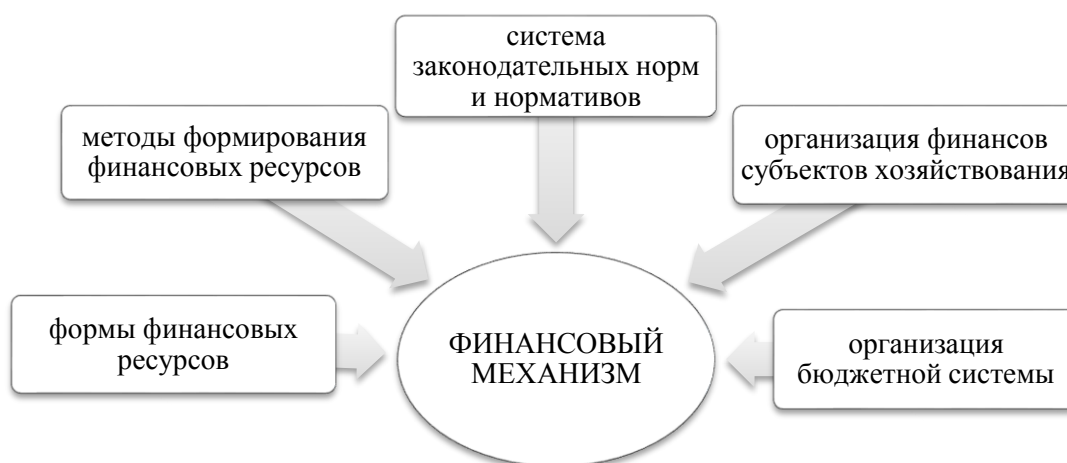 система
законодательных норм
и нормативов
методы формирования
финансовых ресурсов
организация финансов
субъектов хозяйствования
формы финансовых
ресурсов
ФИНАНСОВЫЙ
МЕХАНИЗМ
организация
бюджетной системы